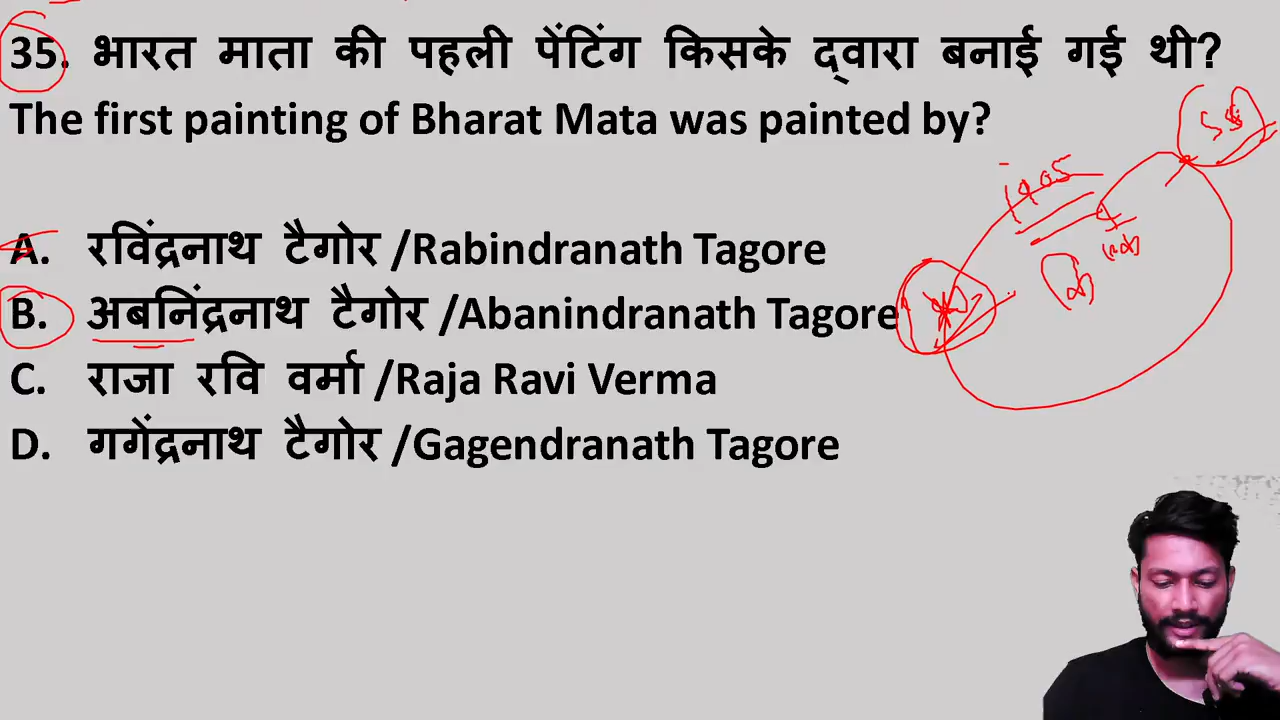 35. भारत माता की पहली पेंटिंग किसके द्वारा बनाई गई थी?
The first painting of Bharat Mata was painted by?
1905
A. रविंद्रनाथ टैगोर /Rabindranath Tagore
B. अबनिंद्रनाथ टैगोर /Abanindranath Tagore
C. राजा रवि वर्मा /Raja Ravi Verma
D. गगेंद्रनाथ टैगोर /Gagendranath Tagore